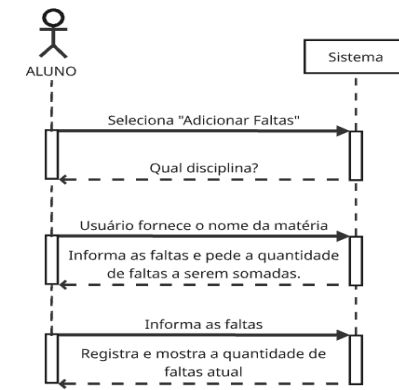 ALUNO
Sistema
Seleciona "Adicionar Faltas"
Qual disciplina?
Usuário fornece o nome da matéria
Informa as faltas e pede a quantidade
de faltas a serem somadas.
Informa as faltas
Registra e mostra a quantidade de
faltas atual